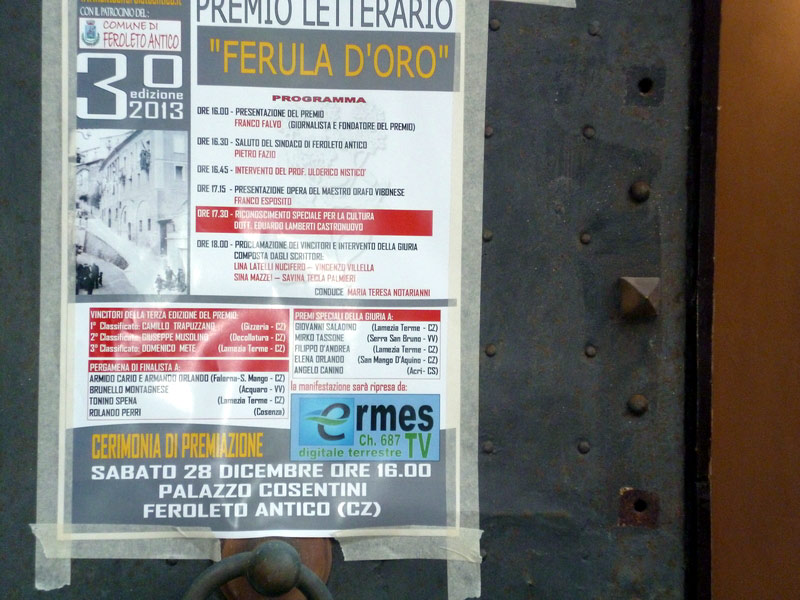 CON IL PATROCINIO DEL:
COMUNE DI
FEROLETO ANTICO
3°
edizione
2013
PREMIO LETTERARIO
"FERULA D'ORO"
PROGRAMMA
ORE 16.00 - PRESENTAZIONE DEL PREMIO
FRANCO FALVO (GIORNALISTA E FONDATORE DEL PREMIO)
ORE 16.30 - SALUTO DEL SINDACO DI FEROLETO ANTICO
PIETRO FAZIO
ORE 16.45 - INTERVENTO DEL PROF. ULDERICO NISTICO'
ORE 17.15 - PRESENTAZIONE OPERA DEL MAESTRO ORAFO VIBONESE
FRANCO ESPOSITO
ORE 17.30 - RICONOSCIMENTO SPECIALE PER LA CULTURA
DOTT. EDUARDO LAMBERTI CASTRONUOVO
ORE 18.00 - PROCLAMAZIONE DEI VINCITORI E INTERVENTO DELLA GIURIA
COMPOSTA DAGLI SCRITTORI:
LINA LATELLI NUCIFERO – VINCENZO VILLELLA
SINA MAZZEI – SAVINA TECLA PALMIERI
CONDUCE MARIA TERESA NOTARIANNI
VINCITORI DELLA TERZA EDIZIONE DEL PREMIO:
1° Classificato: CAMILLO TRAPUZZANO (Gizzeria - CZ)
2° Classificato: GIUSEPPE MUSOLINO (Decollatura - CZ)
3° Classificato: DOMENICO METE (Lamezia Terme - CZ)
PERGAMENA DI FINALISTA A:
ARMIDO CARIO E ARMANDO ORLANDO (Falerna-S. Mango - CZ)
BRUNELLO MONTAGNESE (Acquaro - VV)
TONINO SPENA (Lamezia Terme - CZ)
ROLANDO PERRI (Cosenza)
PREMI SPECIALI DELLA GIURIA A:
GIOVANNI SALADINO (Lamezia Terme - CZ)
MIRKO TASSONE (Serra San Bruno - VV)
FILIPPO D'ANDREA (Lamezia Terme - CZ)
ELENA ORLANDO (San Mango D'Aquino - CZ)
ANGELO CANINO (Acri - CS)
la manifestazione sarà ripresa da:
ermes
Ch. 687 TV
digitale terrestre
CERIMONIA DI PREMIAZIONE
SABATO 28 DICEMBRE ORE 16.00
PALAZZO COSENTINI
FEROLETO ANTICO (CZ)